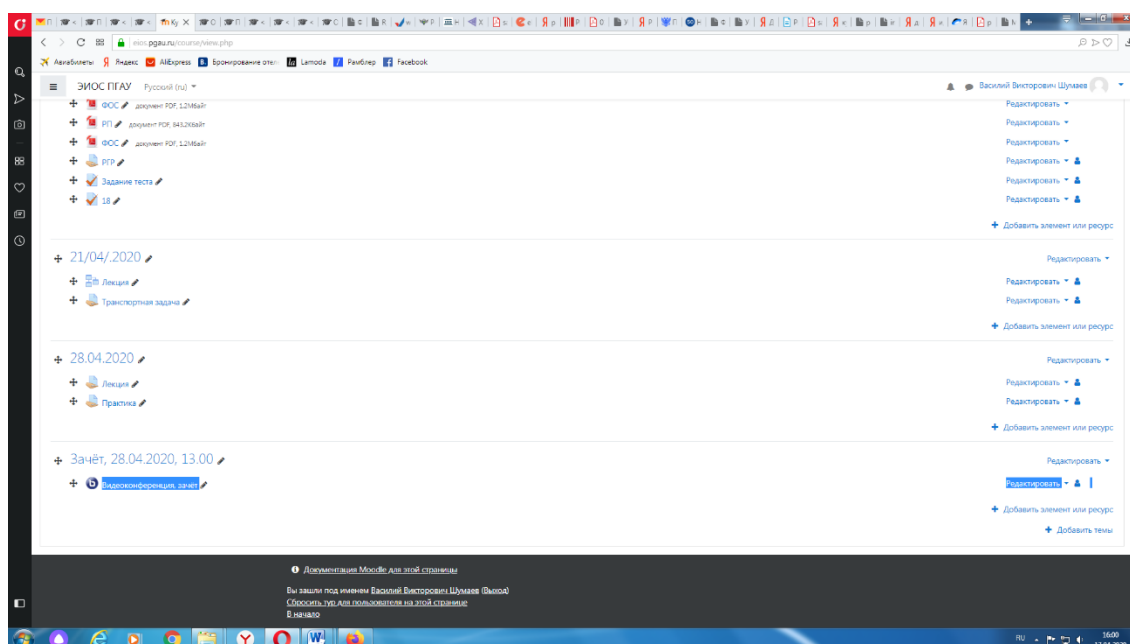 eios.pgau.ru/course/view.php
Авиабилеты Яндекс AliExpress Бронирование отел Lamoda Рамблер Facebook
ЭИОС ПГАУ Русский (ru) Василий Викторович Шумаев
ФОС документ PDF, 1.2Мбайт Редактировать
РП документ PDF, 843.2Кбайт Редактировать
ФОС документ PDF, 1.2Мбайт Редактировать
РГР Редактировать
Задание теста Редактировать
18 Редактировать
+ Добавить элемент или ресурс
21/04/.2020 Редактировать
Лекция Редактировать
Транспортная задача Редактировать
+ Добавить элемент или ресурс
28.04.2020 Редактировать
Лекция Редактировать
Практика Редактировать
+ Добавить элемент или ресурс
Зачёт, 28.04.2020, 13.00 Редактировать
Видеоконференция, зачёт Редактировать
+ Добавить элемент или ресурс
+ Добавить темы
Документация Moodle для этой страницы
Вы зашли под именем Василий Викторович Шумаев (Выход)
Сбросить тур для пользователя на этой странице
В начало
RU 16:00